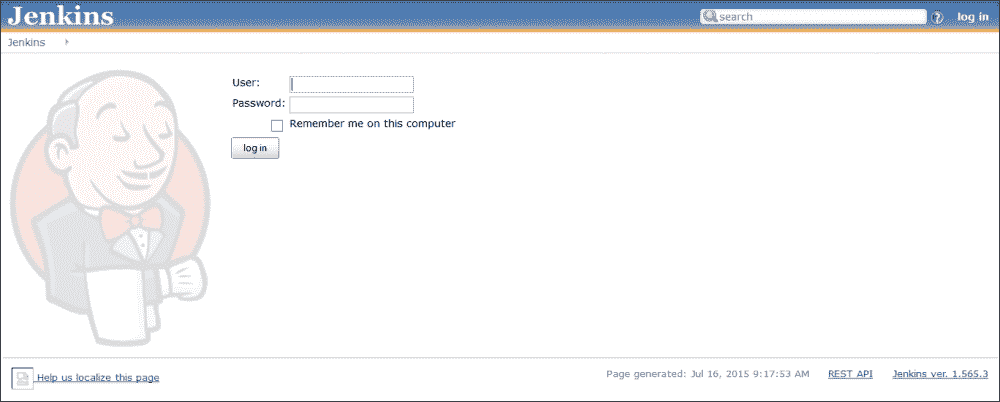 Jenkins
search
log in
Jenkins
User:
Password:
Remember me on this computer
log in
Help us localize this page
Page generated: Jul 16, 2015 9:17:53 AM REST API Jenkins ver. 1.565.3